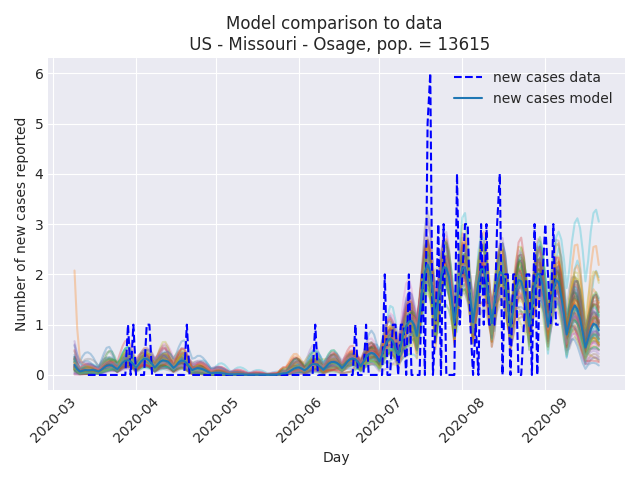 Model comparison to data
US - Missouri - Osage, pop. = 13615
new cases data
new cases model
Number of new cases reported
6
5
4
3
2
1
0
2020-03
2020-04
2020-05
2020-06
2020-07
2020-08
2020-09
Day